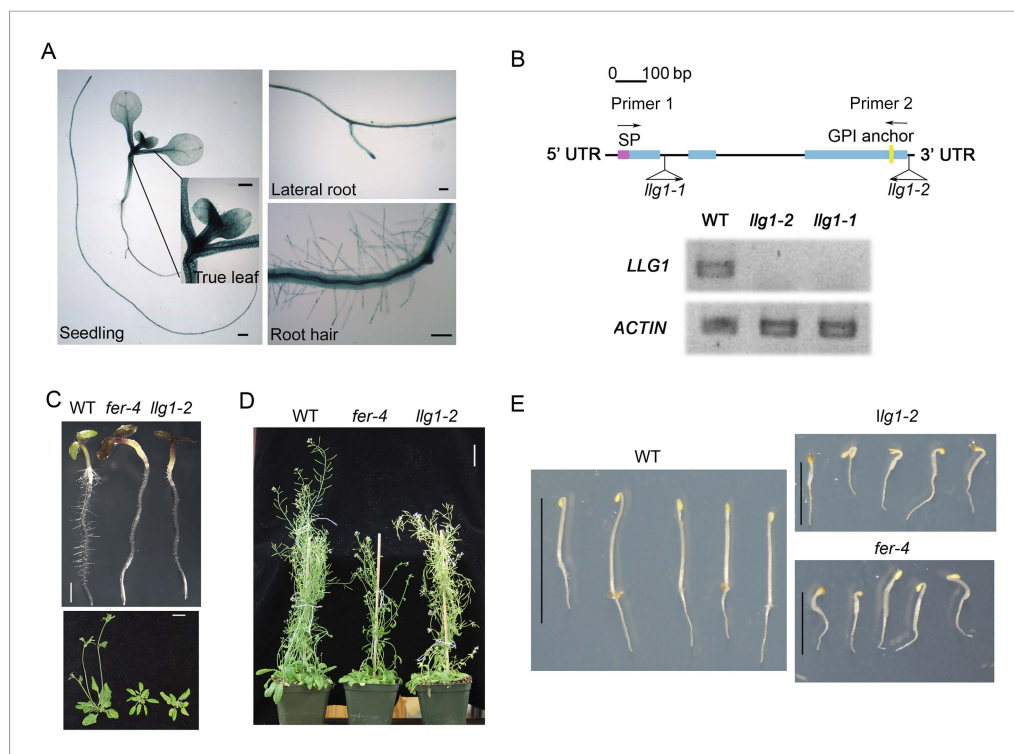 A
Seedling
True leaf
Lateral root
Root hair
B
0 100 bp
Primer 1 Primer 2
SP GPI anchor
5' UTR 3' UTR
llg1-1 llg1-2
WT llg1-2 llg1-1
LLG1
ACTIN
C
WT fer-4 llg1-2
D
WT fer-4 llg1-2
E
WT
llg1-2
fer-4